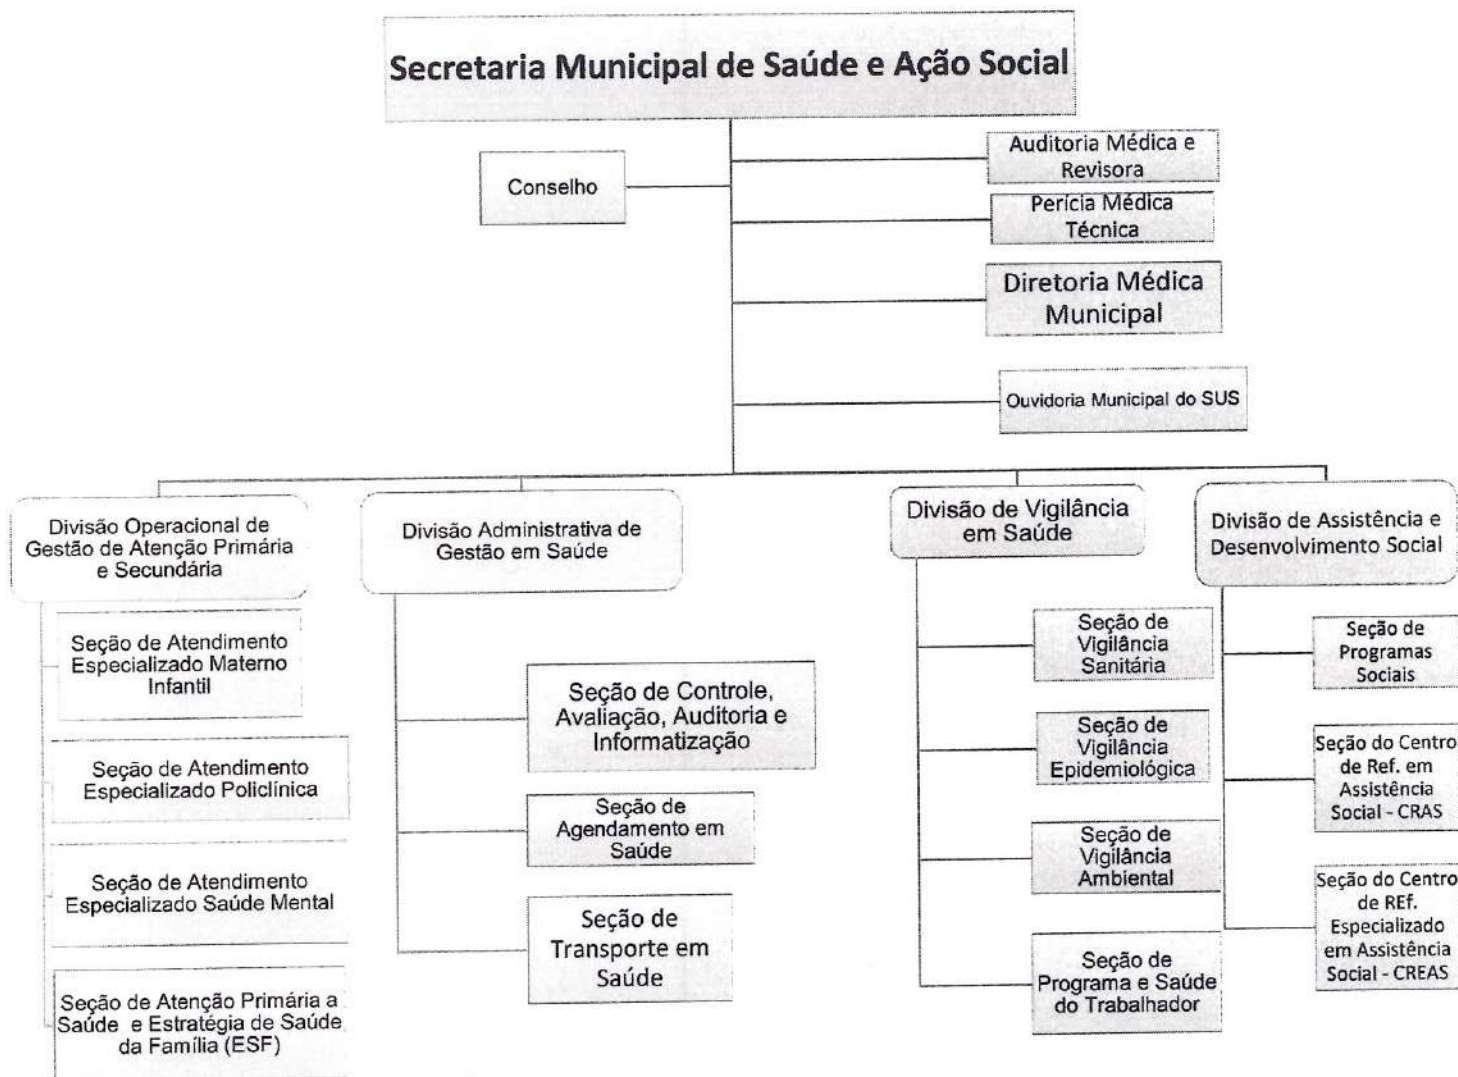 Secretaria Municipal de Saúde e Ação Social
Conselho
Auditoria Médica e
Revisora
Perícia Médica
Técnica
Diretoria Médica
Municipal
Ouvidoria Municipal do SUS
Divisão Operacional de
Gestão de Atenção Primária
e Secundária
Seção de Atendimento
Especializado Materno
Infantil
Seção de Atendimento
Especializado Policlínica
Seção de Atendimento
Especializado Saúde Mental
Seção de Atenção Primária a
Saúde e Estratégia de Saúde
da Família (ESF)
Divisão Administrativa de
Gestão em Saúde
Seção de Controle,
Avaliação, Auditoria e
Informatização
Seção de
Agendamento em
Saúde
Seção de
Transporte em
Saúde
Divisão de Vigilância
em Saúde
Seção de
Vigilância
Sanitária
Seção de
Vigilância
Epidemiológica
Seção de
Vigilância
Ambiental
Seção de
Programa e Saúde
do Trabalhador
Divisão de Assistência e
Desenvolvimento Social
Seção de
Programas
Sociais
Seção do Centro
de Ref. em
Assistência
Social - CRAS
Seção do Centro
de REf.
Especializado
em Assistência
Social - CREAS